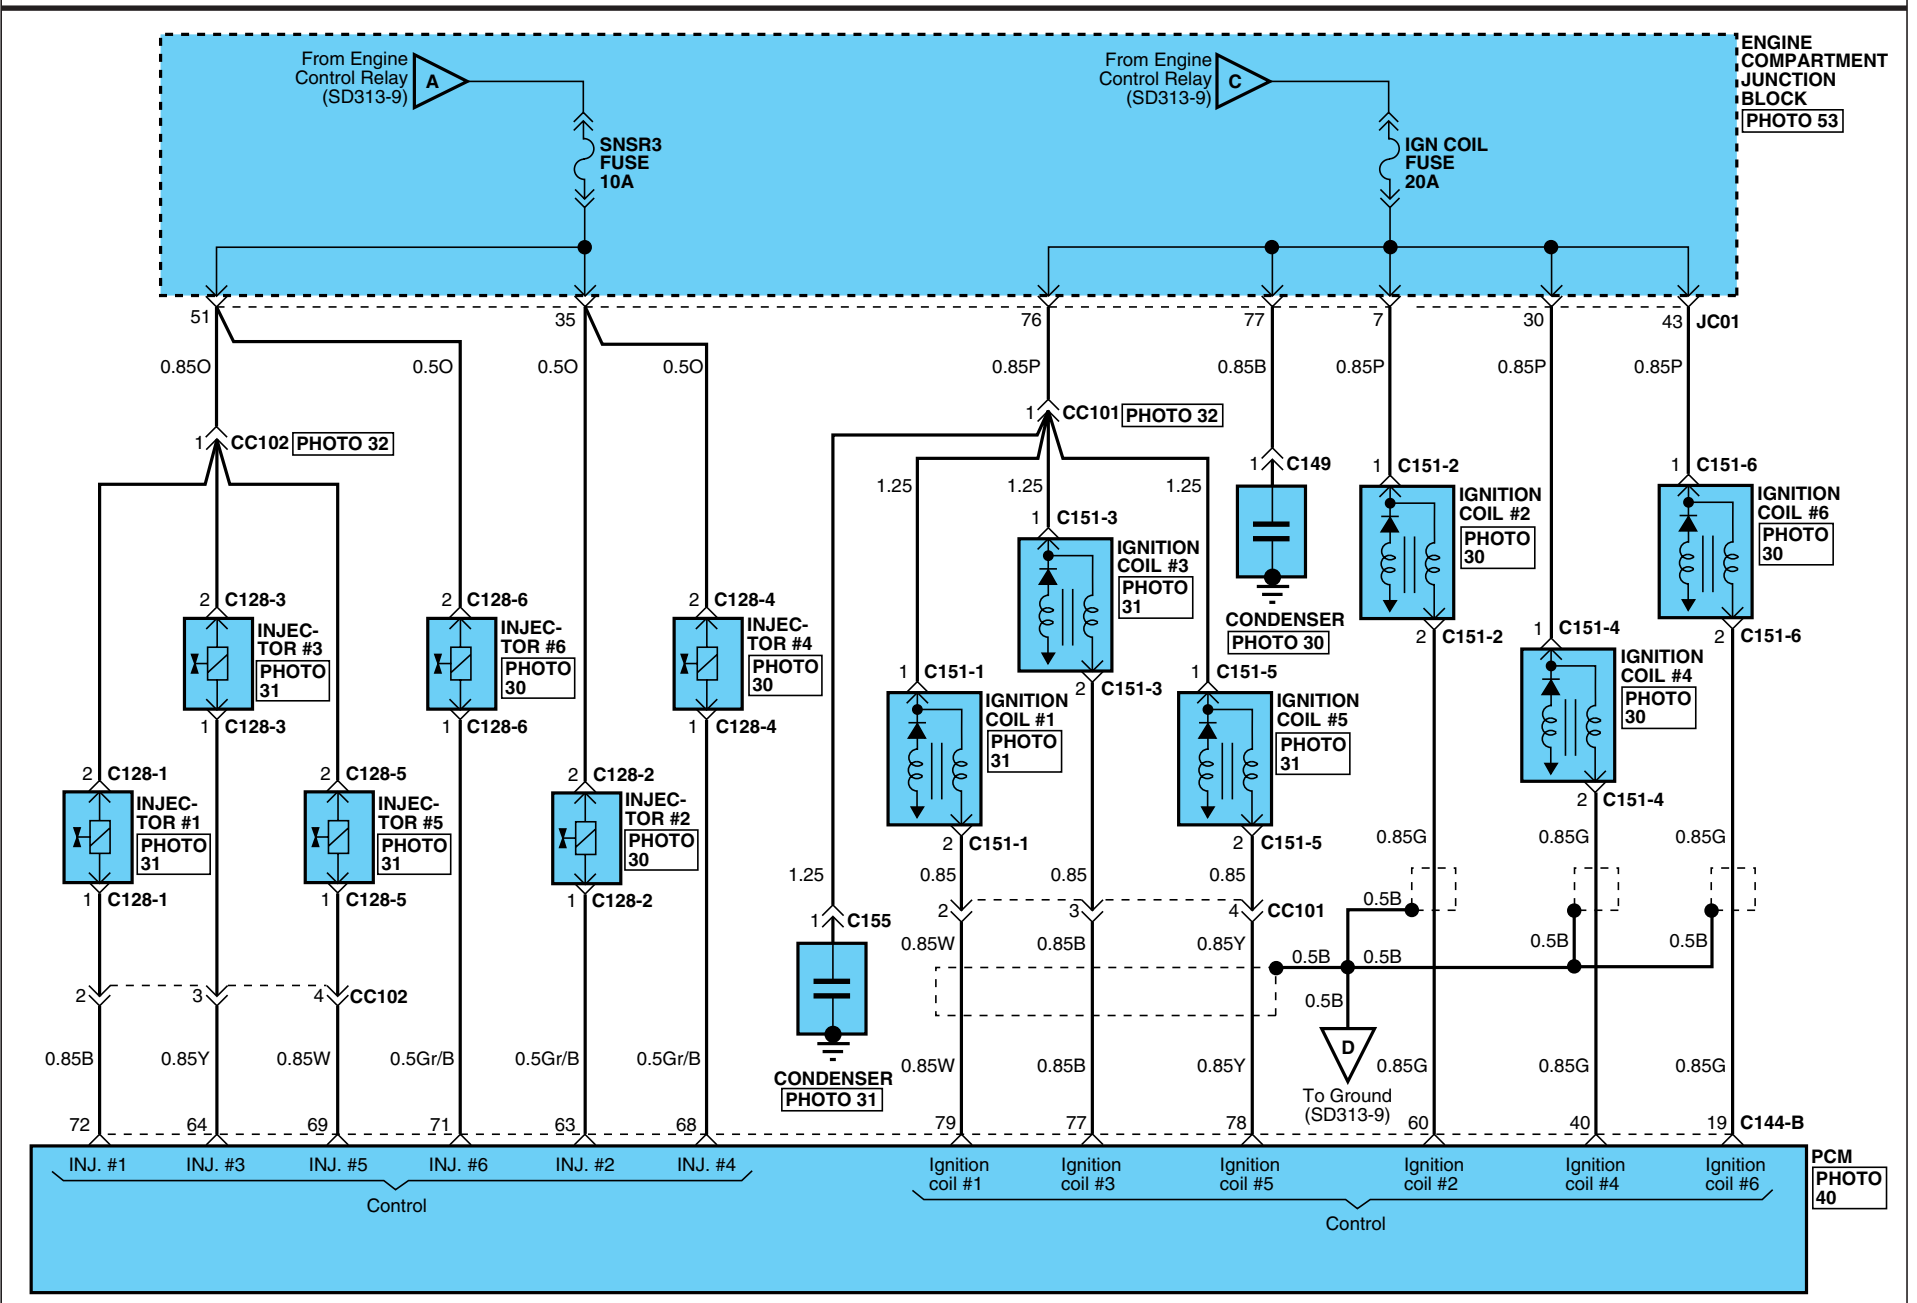 From Engine
Control Relay
(SD313-9)
A
From Engine
Control Relay
(SD313-9)
C
ENGINE
COMPARTMENT
JUNCTION
BLOCK
PHOTO 53
SNSR3
FUSE
10A
IGN COIL
FUSE
20A
51
35
76
77
7
30
43
JC01
0.85O
0.5O
0.5O
0.5O
0.85P
0.85B
0.85P
0.85P
0.85P
1
CC102
PHOTO 32
1
CC101
PHOTO 32
1.25
1.25
1.25
1
C149
CONDENSER
PHOTO 30
1
C151-2
IGNITION
COIL #2
PHOTO
30
2
C151-2
1
C151-6
IGNITION
COIL #6
PHOTO
30
2
C151-6
1
C151-3
IGNITION
COIL #3
PHOTO
31
2
C151-3
2
C128-3
INJEC-
TOR #3
PHOTO
31
1
C128-3
2
C128-6
INJEC-
TOR #6
PHOTO
30
1
C128-6
2
C128-4
INJEC-
TOR #4
PHOTO
30
1
C128-4
1
C151-4
IGNITION
COIL #4
PHOTO
30
2
C151-4
1
C151-1
IGNITION
COIL #1
PHOTO
31
2
C151-1
1
C151-5
IGNITION
COIL #5
PHOTO
31
2
C151-5
2
C128-1
INJEC-
TOR #1
PHOTO
31
1
C128-1
2
C128-5
INJEC-
TOR #5
PHOTO
31
1
C128-5
2
C128-2
INJEC-
TOR #2
PHOTO
30
1
C128-2
0.85G
0.85G
0.85G
1.25
0.85
0.85
0.85
1
C155
CONDENSER
PHOTO 31
2
3
4
CC101
0.85W
0.85B
0.85Y
0.5B
0.5B
0.5B
0.5B
0.5B
0.5B
D
To Ground
(SD313-9)
2
3
4
CC102
0.85B
0.85Y
0.85W
0.5Gr/B
0.5Gr/B
0.5Gr/B
0.85W
0.85B
0.85Y
0.85G
0.85G
0.85G
72
64
69
71
63
68
79
77
78
60
40
19
C144-B
INJ. #1
INJ. #3
INJ. #5
INJ. #6
INJ. #2
INJ. #4
Control
Ignition
coil #1
Ignition
coil #3
Ignition
coil #5
Ignition
coil #2
Ignition
coil #4
Ignition
coil #6
Control
PCM
PHOTO
40